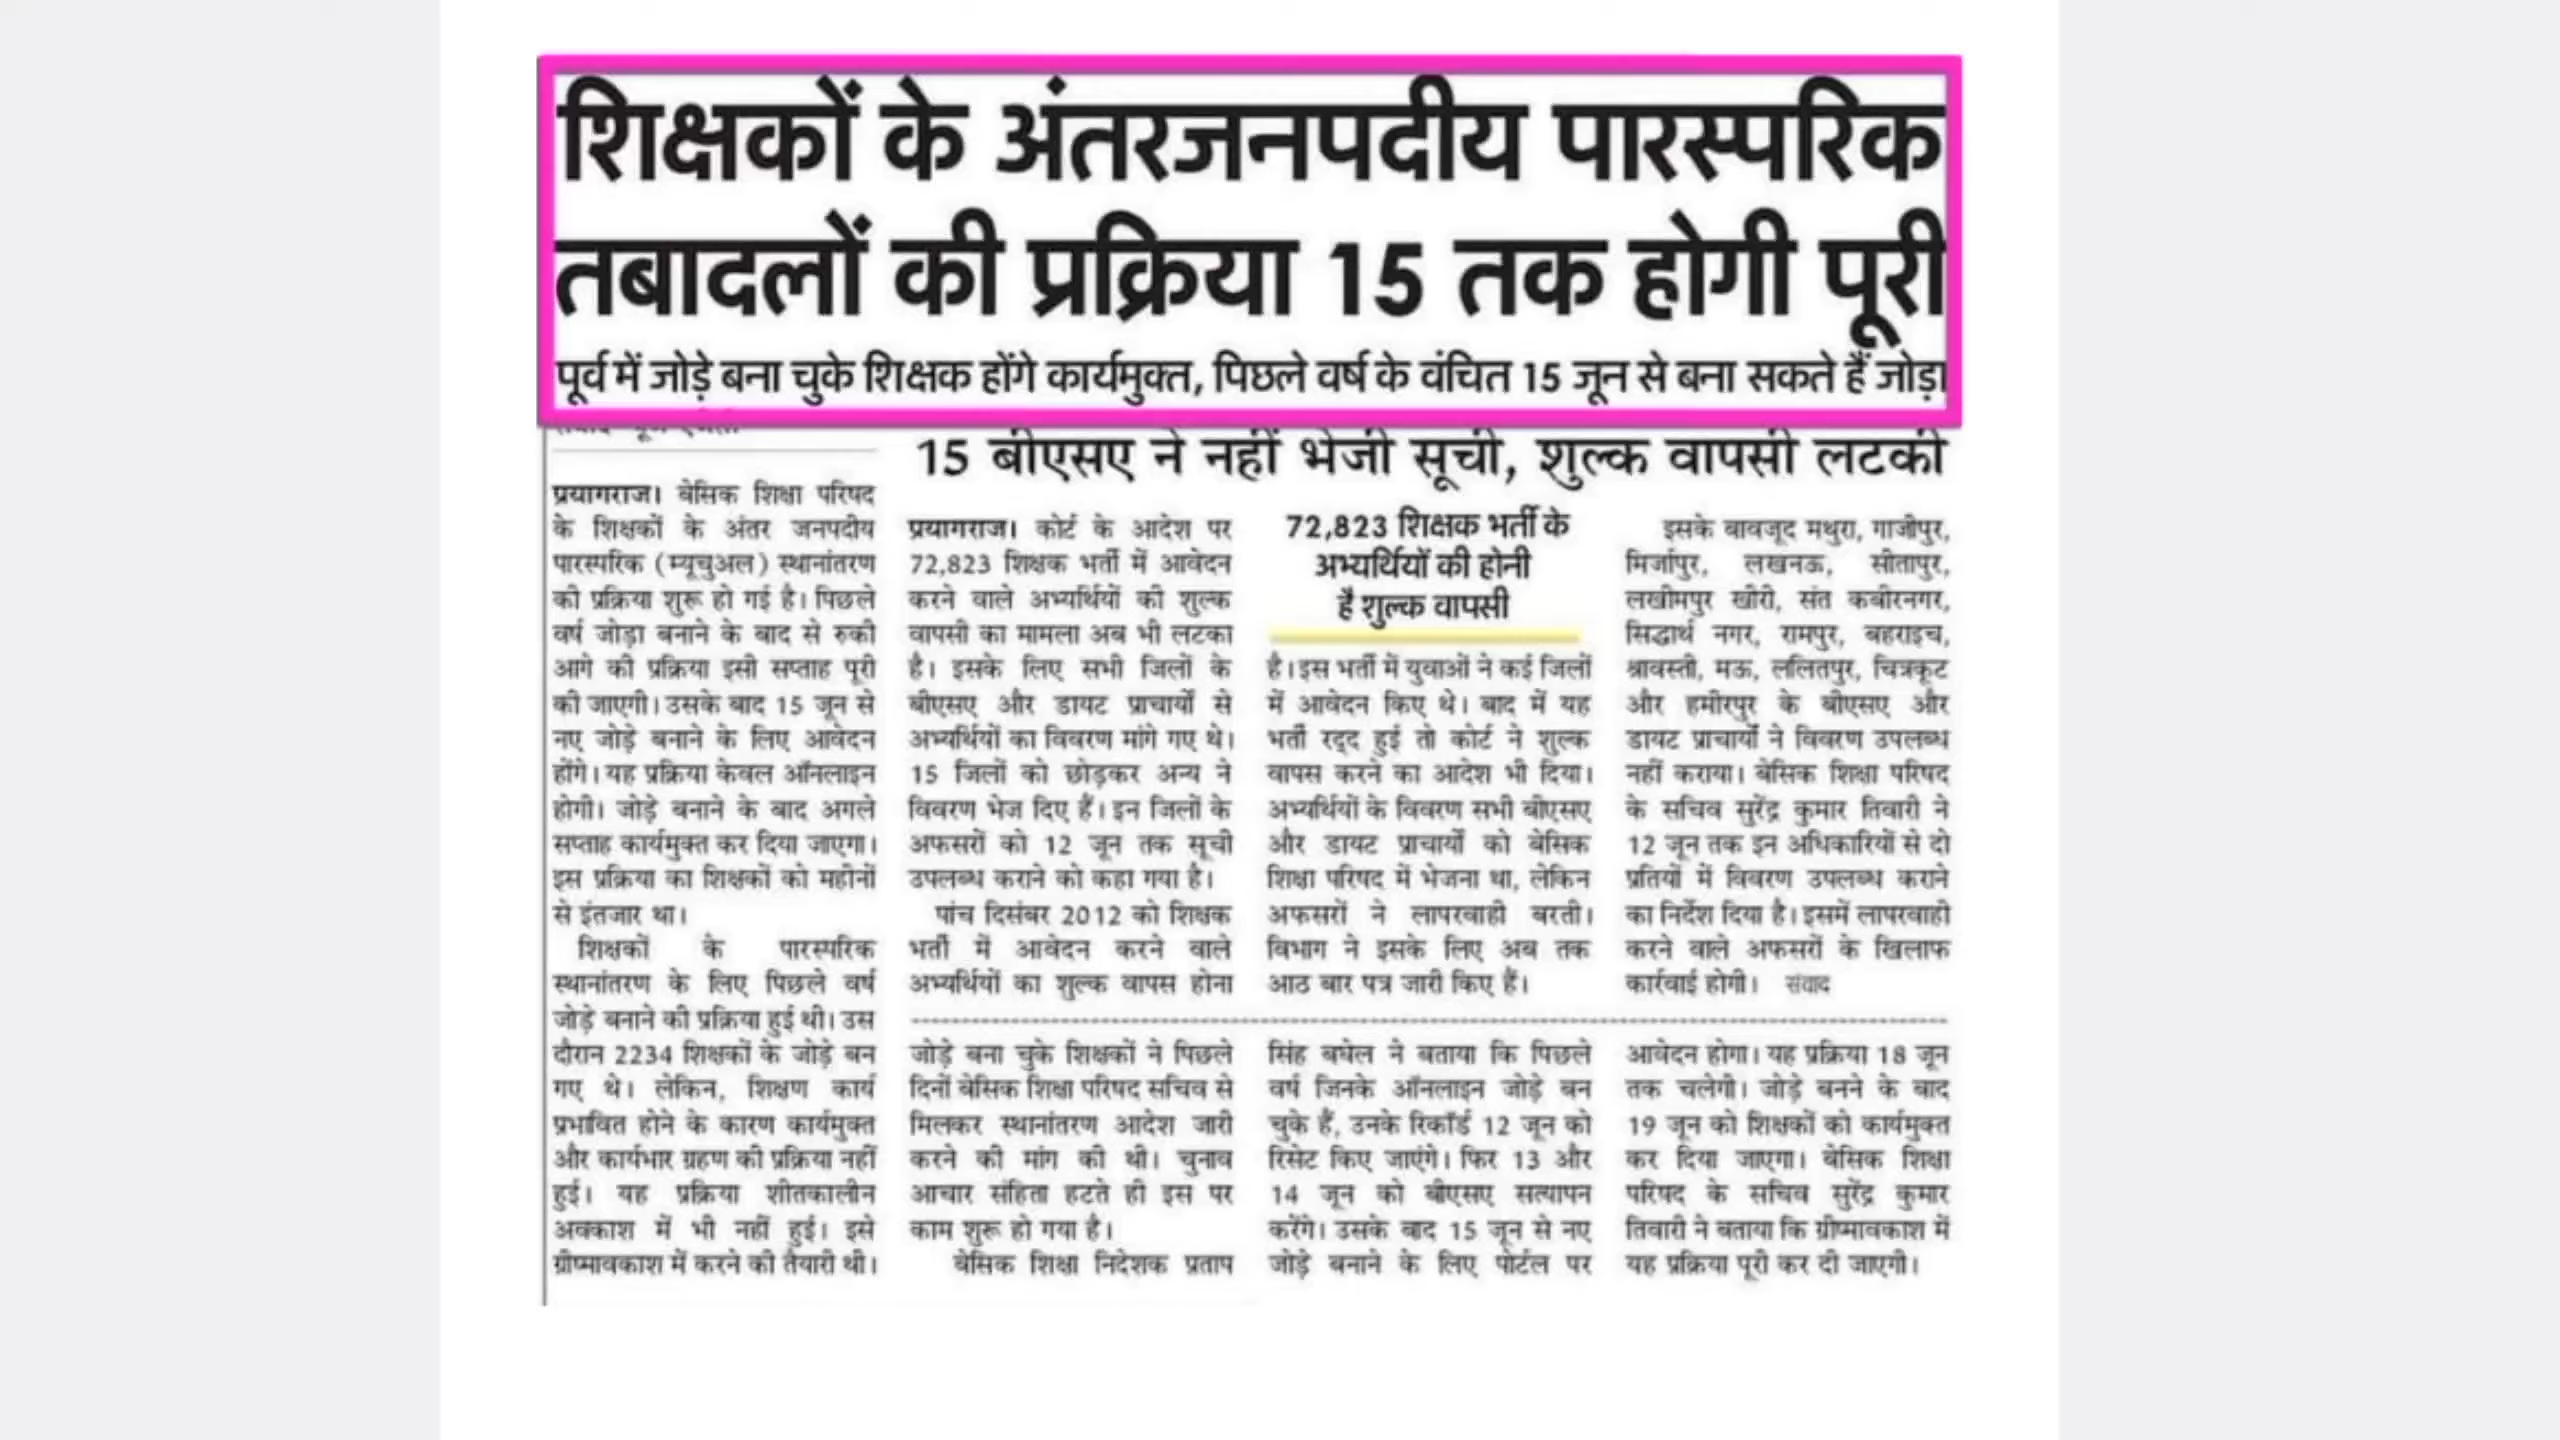 शिक्षकों के अंतरजनपदीय पारस्परिक
तबादलों की प्रक्रिया 15 तक होगी पूरी
पूर्व में जोड़े बना चुके शिक्षक होंगे कार्यमुक्त, पिछले वर्ष के वंचित 15 जून से बना सकते हैं जोड़ा
प्रयागराज। बेसिक शिक्षा परिषद
के शिक्षकों के अंतर जनपदीय
पारस्परिक (म्यूचुअल) स्थानांतरण
की प्रक्रिया शुरू हो गई है। पिछले
वर्ष जोड़ा बनाने के बाद से रुकी
आगे की प्रक्रिया इसी सप्ताह पूरी
की जाएगी। उसके बाद 15 जून से
नए जोड़े बनाने के लिए आवेदन
होंगे। यह प्रक्रिया केवल ऑनलाइन
होगी। जोड़े बनाने के बाद अगले
सप्ताह कार्यमुक्त कर दिया जाएगा।
इस प्रक्रिया का शिक्षकों को महीनों
से इंतजार था।
शिक्षकों के पारस्परिक
स्थानांतरण के लिए पिछले वर्ष
जोड़े बनाने की प्रक्रिया हुई थी। उस
दौरान 2234 शिक्षकों के जोड़े बन
गए थे। लेकिन, शिक्षण कार्य
प्रभावित होने के कारण कार्यमुक्त
और कार्यभार ग्रहण की प्रक्रिया नहीं
हुई। यह प्रक्रिया शीतकालीन
अवकाश में भी नहीं हुई। इसे
ग्रीष्मावकाश में करने की तैयारी थी।
जोड़े बना चुके शिक्षकों ने पिछले
दिनों बेसिक शिक्षा परिषद सचिव से
मिलकर स्थानांतरण आदेश जारी
करने की मांग की थी। चुनाव
आचार संहिता हटते ही इस पर
काम शुरू हो गया है।
बेसिक शिक्षा निदेशक प्रताप
सिंह बघेल ने बताया कि पिछले
वर्ष जिनके ऑनलाइन जोड़े बन
चुके हैं, उनके रिकॉर्ड 12 जून को
रिसेट किए जाएंगे। फिर 13 और
14 जून को बीएसए सत्यापन
करेंगे। उसके बाद 15 जून से नए
जोड़े बनाने के लिए पोर्टल पर
आवेदन होगा। यह प्रक्रिया 18 जून
तक चलेगी। जोड़े बनने के बाद
19 जून को शिक्षकों को कार्यमुक्त
कर दिया जाएगा। बेसिक शिक्षा
परिषद के सचिव सुरेंद्र कुमार
तिवारी ने बताया कि ग्रीष्मावकाश में
यह प्रक्रिया पूरी कर दी जाएगी।
15 बीएसए ने नहीं भेजी सूची, शुल्क वापसी लटकी
प्रयागराज। कोर्ट के आदेश पर
72,823 शिक्षक भर्ती में आवेदन
करने वाले अभ्यर्थियों की शुल्क
वापसी का मामला अब भी लटका
है। इसके लिए सभी जिलों के
बीएसए और डायट प्राचार्यों से
अभ्यर्थियों का विवरण मांगे गए थे।
15 जिलों को छोड़कर अन्य ने
विवरण भेज दिए हैं। इन जिलों के
अफसरों को 12 जून तक सूची
उपलब्ध कराने को कहा गया है।
पांच दिसंबर 2012 को शिक्षक
भर्ती में आवेदन करने वाले
अभ्यर्थियों का शुल्क वापस होना
72,823 शिक्षक भर्ती के
अभ्यर्थियों की होनी
है शुल्क वापसी
है। इस भर्ती में युवाओं ने कई जिलों
में आवेदन किए थे। बाद में यह
भर्ती रद्द हुई तो कोर्ट ने शुल्क
वापस करने का आदेश भी दिया।
अभ्यर्थियों के विवरण सभी बीएसए
और डायट प्राचार्यों को बेसिक
शिक्षा परिषद में भेजना था, लेकिन
अफसरों ने लापरवाही बरती।
विभाग ने इसके लिए अब तक
आठ बार पत्र जारी किए हैं।
इसके बावजूद मथुरा, गाजीपुर,
मिर्जापुर, लखनऊ, सीतापुर,
लखीमपुर खीरी, संत कबीरनगर,
सिद्धार्थ नगर, रामपुर, बहराइच,
श्रावस्ती, मऊ, ललितपुर, चित्रकूट
और हमीरपुर के बीएसए और
डायट प्राचार्यों ने विवरण उपलब्ध
नहीं कराया। बेसिक शिक्षा परिषद
के सचिव सुरेंद्र कुमार तिवारी ने
12 जून तक इन अधिकारियों से दो
प्रतियों में विवरण उपलब्ध कराने
का निर्देश दिया है। इसमें लापरवाही
करने वाले अफसरों के खिलाफ
कार्रवाई होगी। संवाद